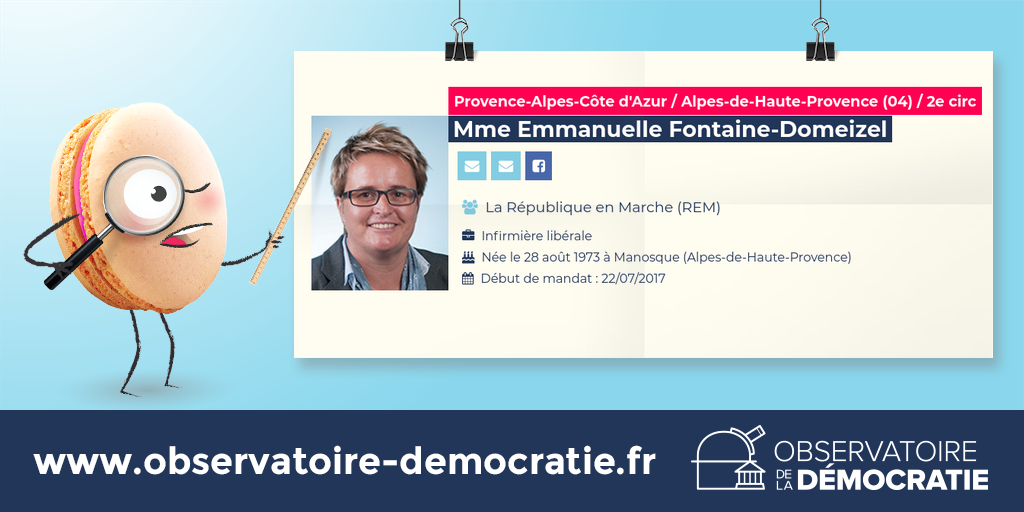 Provence-Alpes-Côte d'Azur / Alpes-de-Haute-Provence (04) / 2e circ
Mme Emmanuelle Fontaine-Domeizel
La République en Marche (REM)
Infirmière libérale
Née le 28 août 1973 à Manosque (Alpes-de-Haute-Provence)
Début de mandat : 22/07/2017
www.observatoire-democratie.fr
OBSERVATOIRE
DE LA DÉMOCRATIE